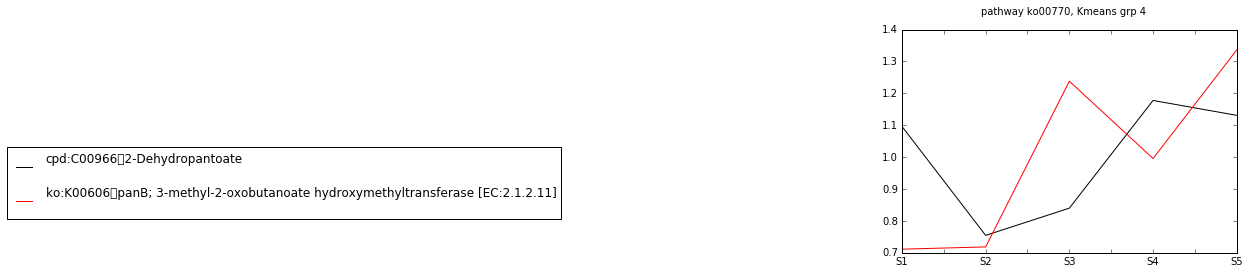 pathway ko00770, Kmeans grp 4
1.4
1.3
1.2
1.1
1.0
0.9
0.8
0.7
S1 S2 S3 S4 S5
cpd:C00966▯2-Dehydropantoate
ko:K00606▯panB; 3-methyl-2-oxobutanoate hydroxymethyltransferase [EC:2.1.2.11]